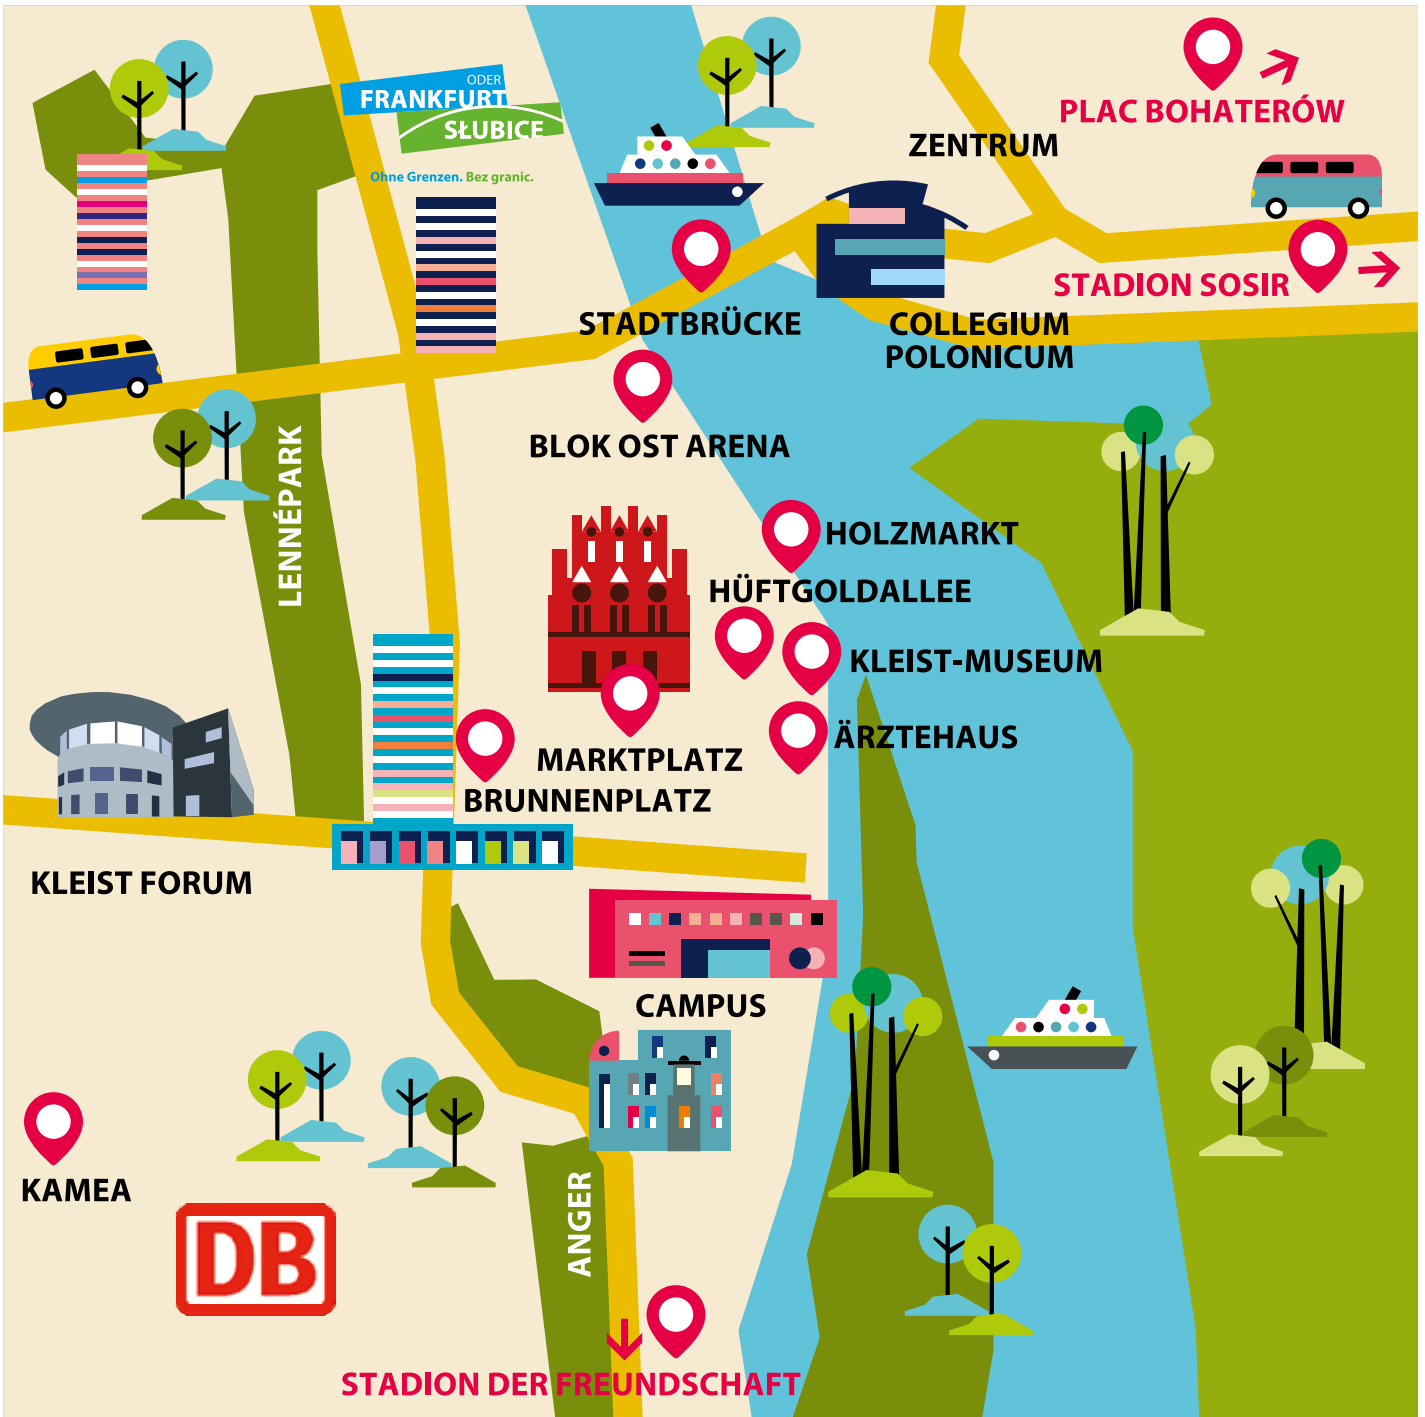 ODER
FRANKFURT
SŁUBICE
Ohne Grenzen. Bez granic.
PLAC BOHATERÓW
ZENTRUM
STADION SOSIR
STADTBRÜCKE
COLLEGIUM
POLONICUM
BLOK OST ARENA
LENNÉPARK
HOLZMARKT
HÜFTGOLDALLEE
KLEIST-MUSEUM
ÄRZTEHAUS
MARKTPLATZ
BRUNNENPLATZ
KLEIST FORUM
CAMPUS
KAMEA
ANGER
DB
STADION DER FREUNDSCHAFT